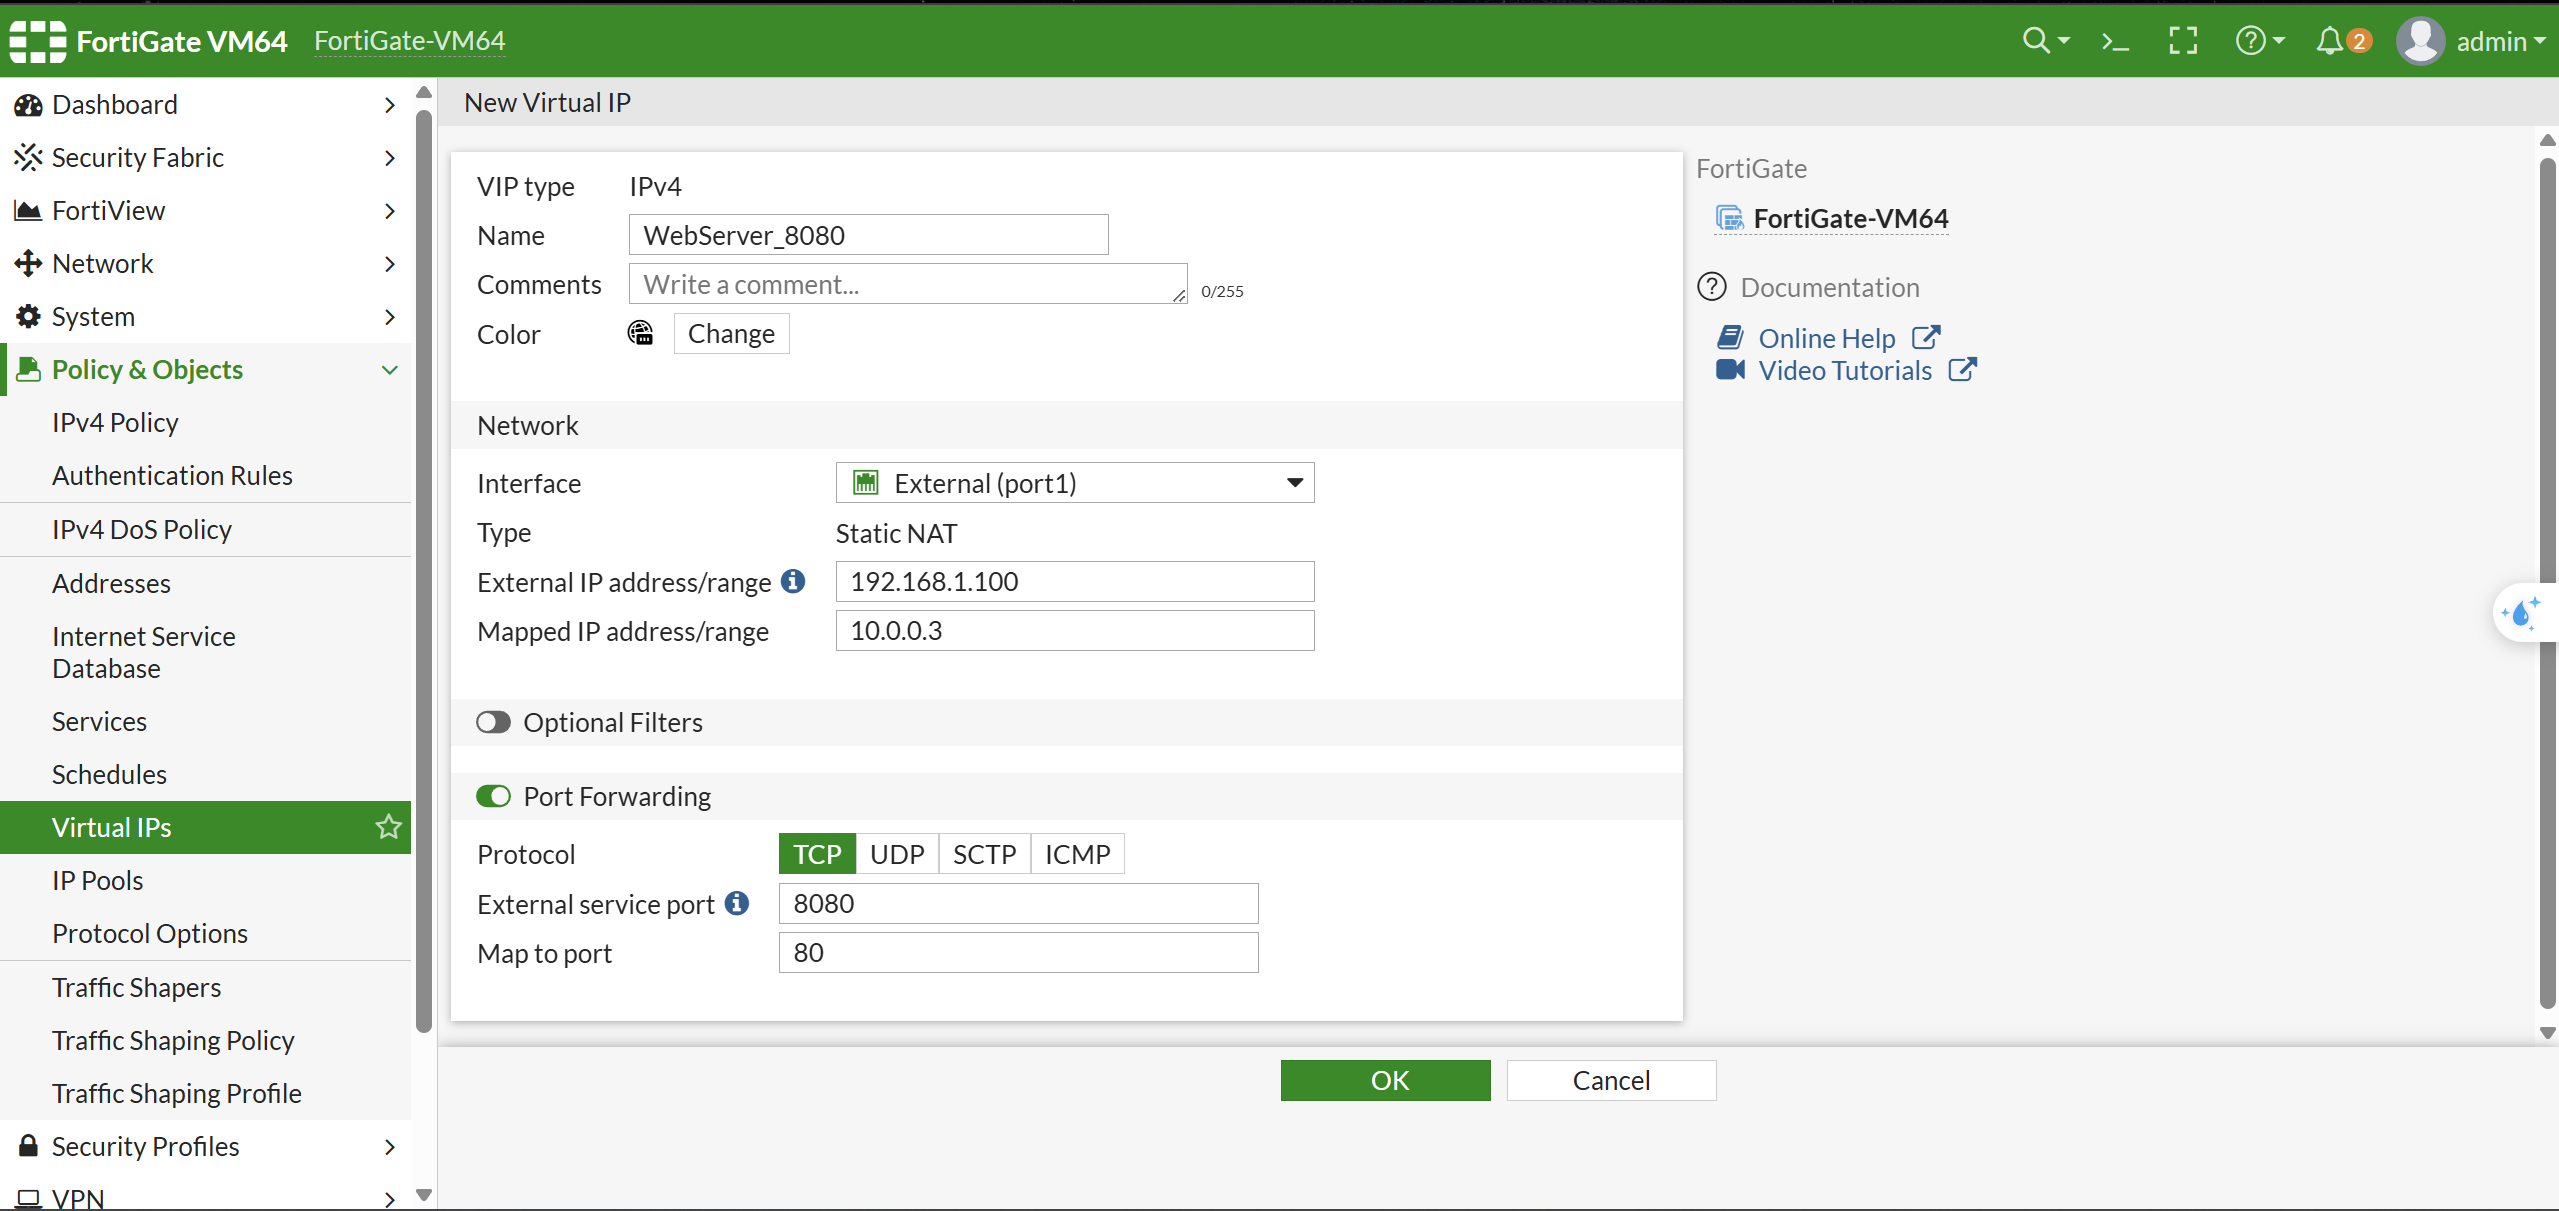 FortiGate VM64 FortiGate-VM64
2 admin
Dashboard
Security Fabric
FortiView
Network
System
Policy & Objects
IPv4 Policy
Authentication Rules
IPv4 DoS Policy
Addresses
Internet Service
Database
Services
Schedules
Virtual IPs
IP Pools
Protocol Options
Traffic Shapers
Traffic Shaping Policy
Traffic Shaping Profile
Security Profiles
VPN
New Virtual IP
VIP type IPv4
Name WebServer_8080
Comments Write a comment... 0/255
Color Change
Network
Interface External (port1)
Type Static NAT
External IP address/range 192.168.1.100
Mapped IP address/range 10.0.0.3
Optional Filters
Port Forwarding
Protocol TCP UDP SCTP ICMP
External service port 8080
Map to port 80
OK Cancel
FortiGate
FortiGate-VM64
Documentation
Online Help
Video Tutorials